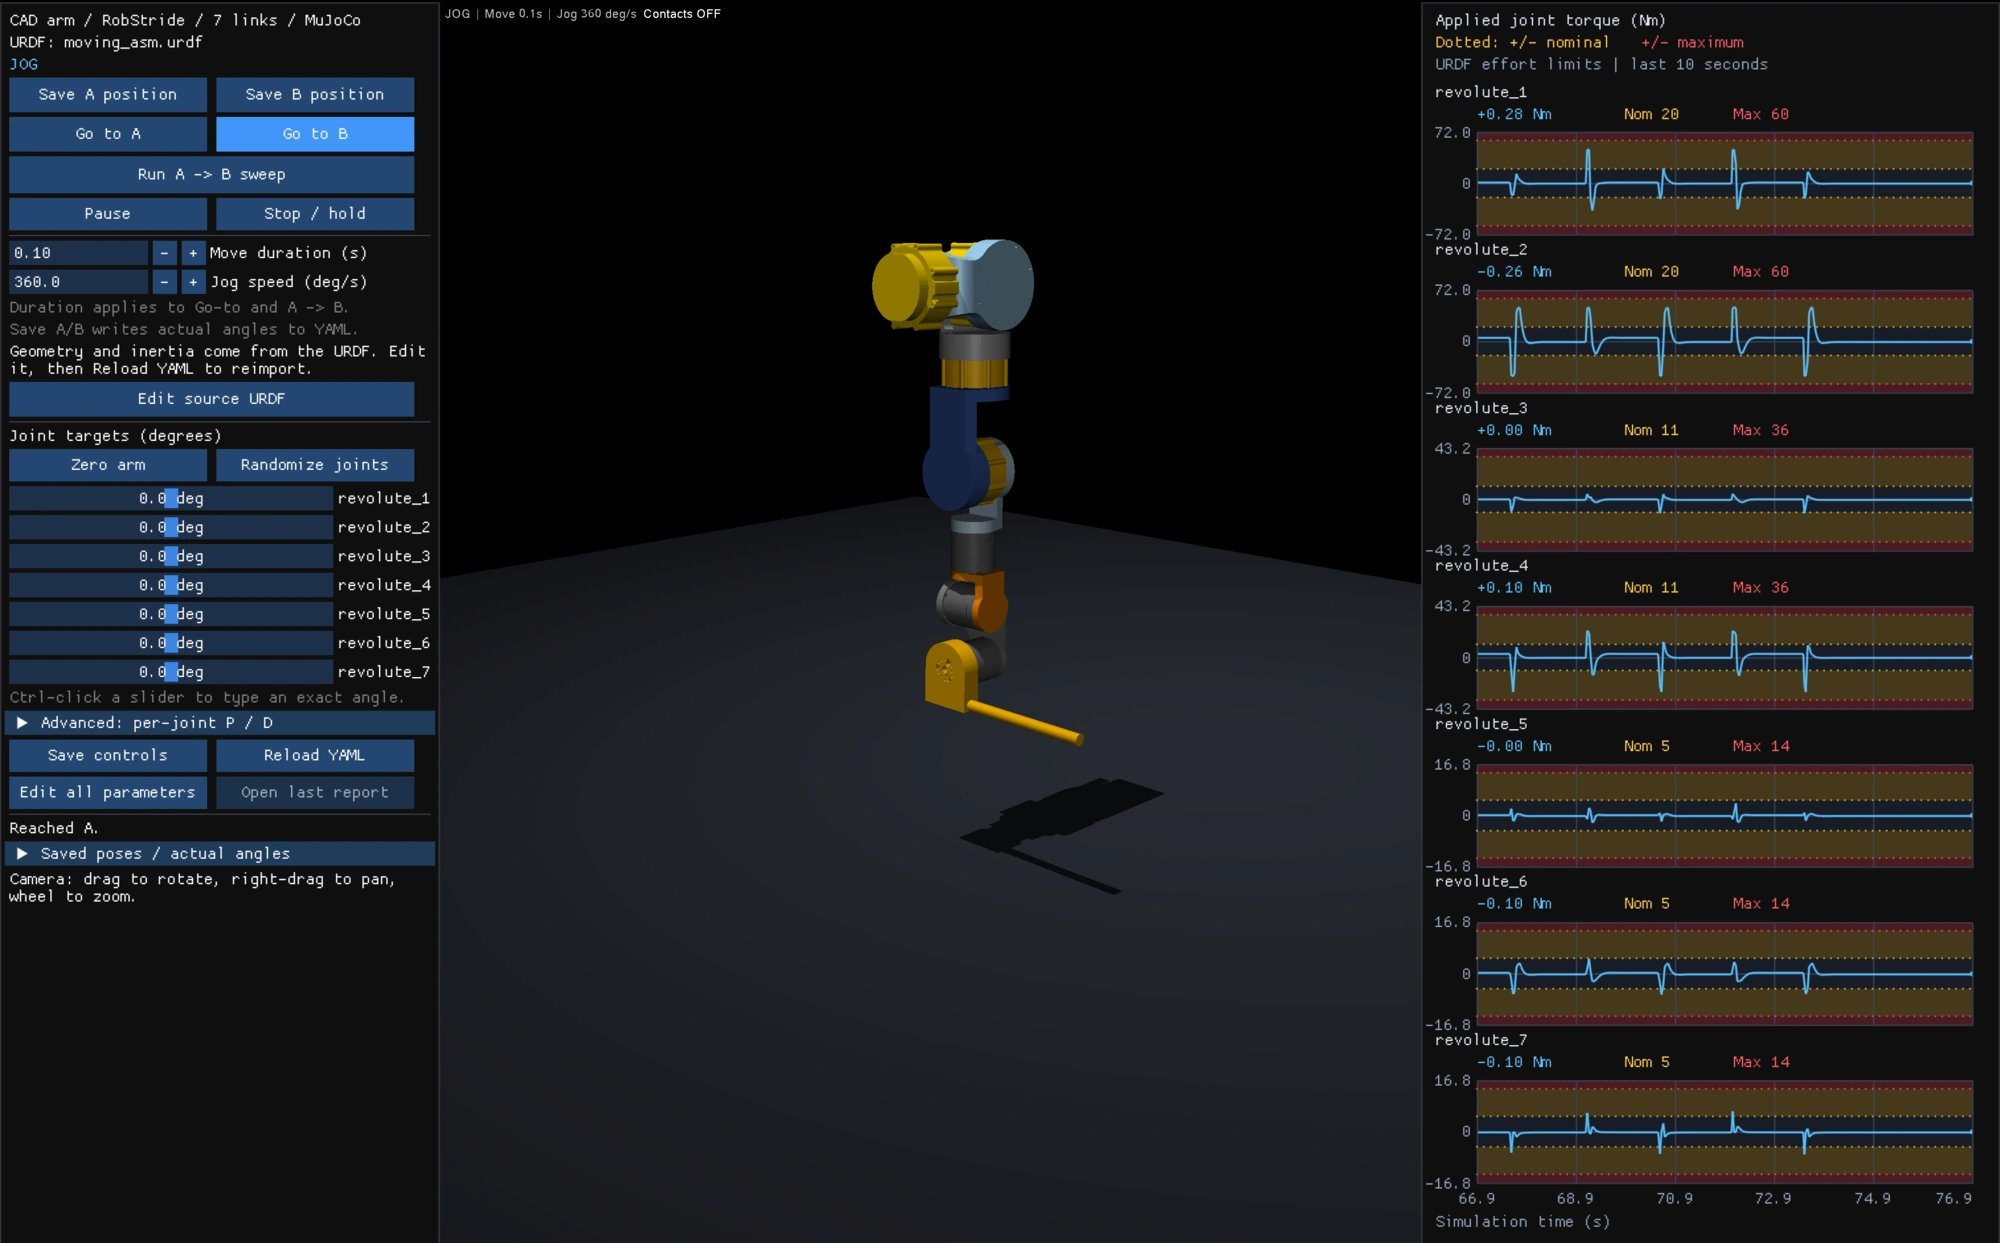 CAD arm / RobStride / 7 links / MuJoCo
URDF: moving_asm.urdf
JOG
Save A position
Save B position
Go to A
Go to B
Run A -> B sweep
Pause
Stop / hold
0.10 - + Move duration (s)
360.0 - + Jog speed (deg/s)
Duration applies to Go-to and A -> B.
Save A/B writes actual angles to YAML.
Geometry and inertia come from the URDF. Edit
it, then Reload YAML to reimport.
Edit source URDF
Joint targets (degrees)
Zero arm
Randomize joints
0.0 deg revolute_1
0.0 deg revolute_2
0.0 deg revolute_3
0.0 deg revolute_4
0.0 deg revolute_5
0.0 deg revolute_6
0.0 deg revolute_7
Ctrl-click a slider to type an exact angle.
Advanced: per-joint P / D
Save controls
Reload YAML
Edit all parameters
Open last report
Reached A.
Saved poses / actual angles
Camera: drag to rotate, right-drag to pan,
wheel to zoom.
JOG | Move 0.1s | Jog 360 deg/s Contacts OFF
Applied joint torque (Nm)
Dotted: +/- nominal +/- maximum
URDF effort limits | last 10 seconds
revolute_1
+0.28 Nm Nom 20 Max 60
72.0
0
-72.0
revolute_2
-0.26 Nm Nom 20 Max 60
72.0
0
-72.0
revolute_3
+0.00 Nm Nom 11 Max 36
43.2
0
-43.2
revolute_4
+0.10 Nm Nom 11 Max 36
43.2
0
-43.2
revolute_5
-0.00 Nm Nom 5 Max 14
16.8
0
-16.8
revolute_6
-0.10 Nm Nom 5 Max 14
16.8
0
-16.8
revolute_7
-0.10 Nm Nom 5 Max 14
16.8
0
-16.8
66.9 68.9 70.9 72.9 74.9 76.9
Simulation time (s)